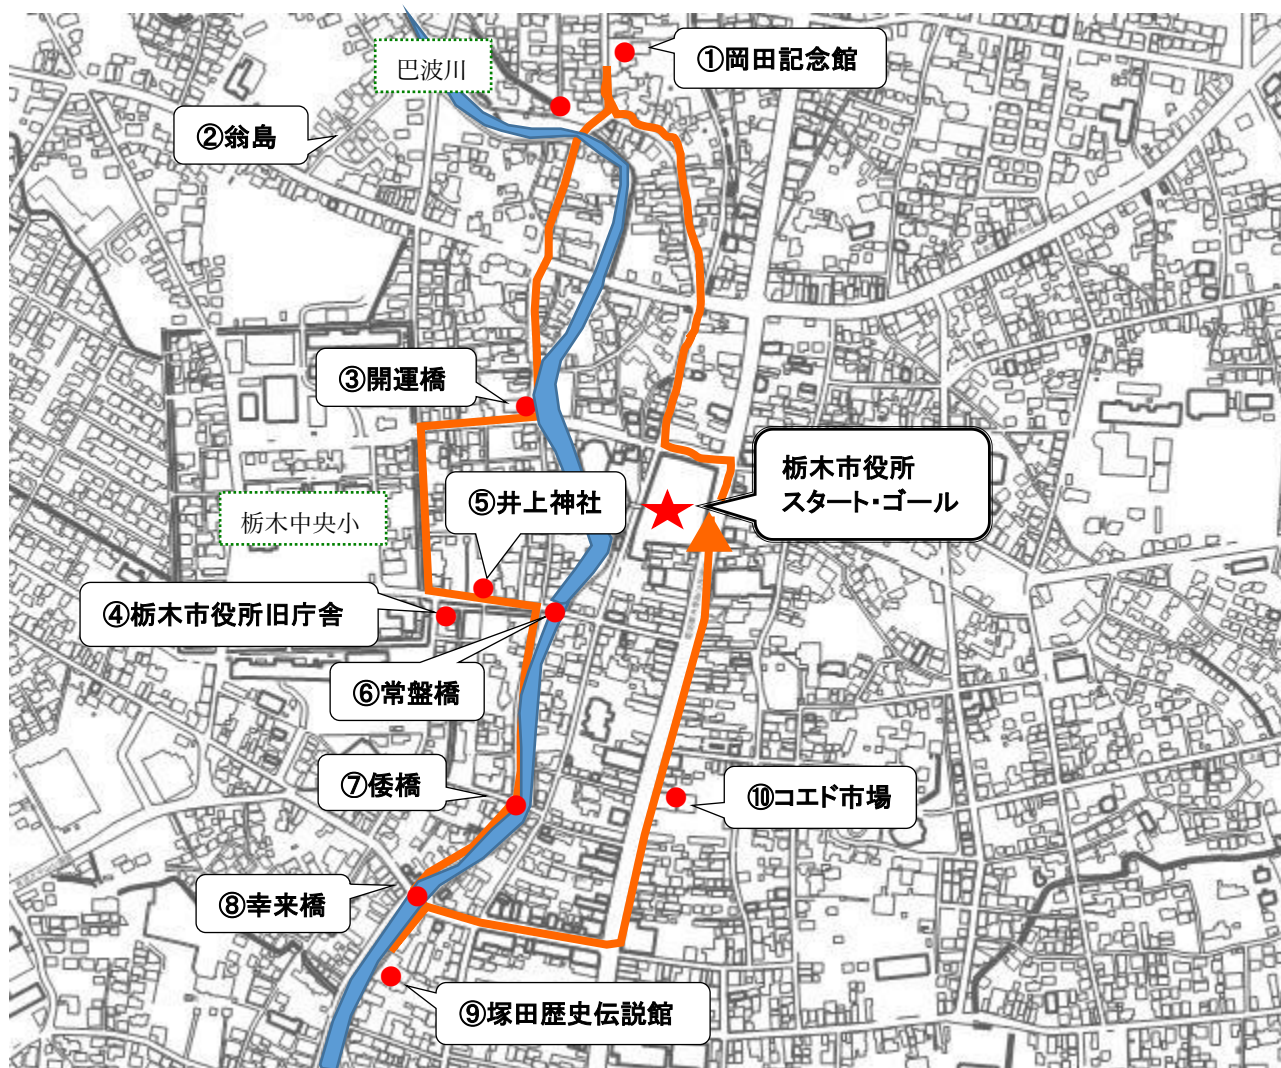 ①岡田記念館
巴波川
②翁島
③開運橋
栃木市役所
スタート・ゴール
⑤井上神社
栃木中央小
④栃木市役所旧庁舎
⑥常盤橋
⑦倭橋
⑩コエド市場
⑧幸来橋
⑨塚田歴史伝説館